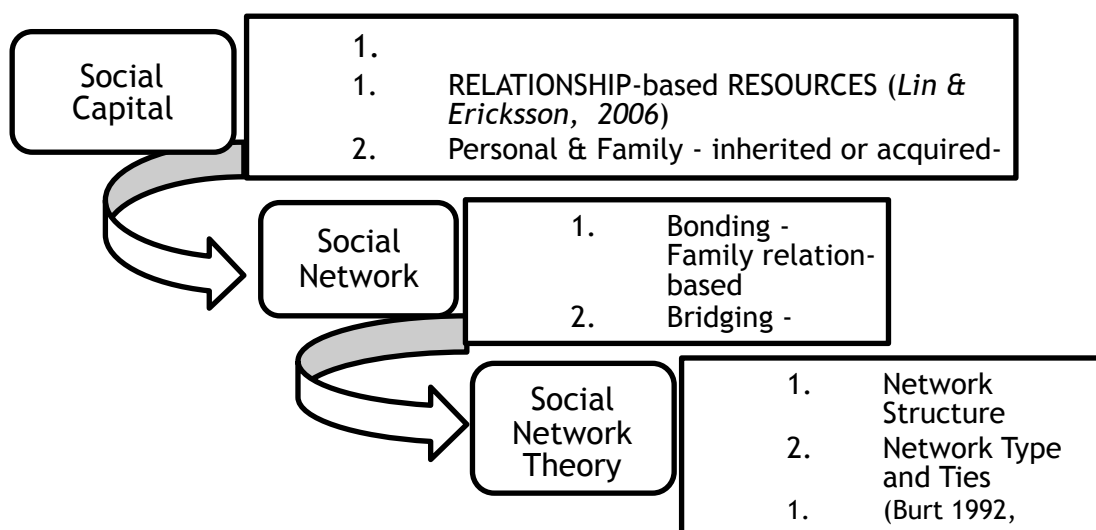 Social
Capital
1.
1. RELATIONSHIP-based RESOURCES (Lin &
Ericksson, 2006)
2. Personal & Family - inherited or acquired-
Social
Network
1. Bonding -
Family relation-
based
2. Bridging -
Social
Network
Theory
1. Network
Structure
2. Network Type
and Ties
1. (Burt 1992,